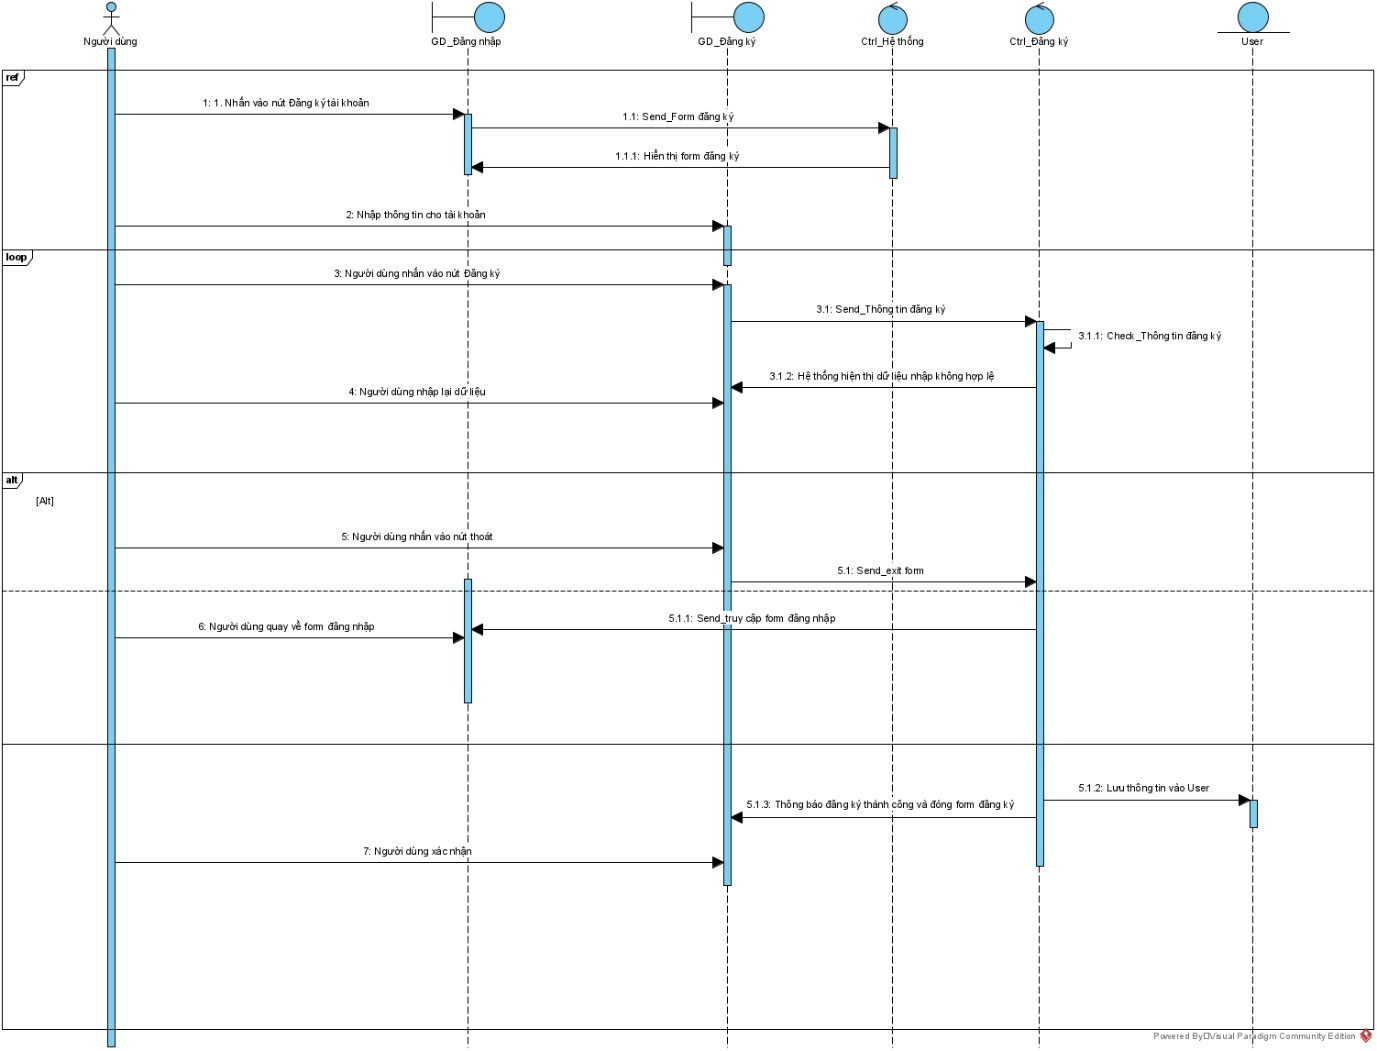 Người dùng
GD_Đăng nhập
GD_Đăng ký
Ctrl_Hệ thống
Ctrl_Đăng ký
User
ref
1: 1. Nhấn vào nút Đăng ký tài khoản
1.1: Send_Form đăng ký
1.1.1: Hiển thị form đăng ký
2: Nhập thông tin cho tài khoản
loop
3: Người dùng nhấn vào nút Đăng ký
3.1: Send_Thông tin đăng ký
3.1.1: Check_Thông tin đăng ký
3.1.2: Hệ thống hiện thị dữ liệu nhập không hợp lệ
4: Người dùng nhập lại dữ liệu
alt
[Alt]
5: Người dùng nhấn vào nút thoát
5.1: Send_exit form
5.1.1: Send_truy cập form đăng nhập
6: Người dùng quay về form đăng nhập
5.1.2: Lưu thông tin vào User
5.1.3: Thông báo đăng ký thành công và đóng form đăng ký
7: Người dùng xác nhận
Powered By Visual Paradigm Community Edition